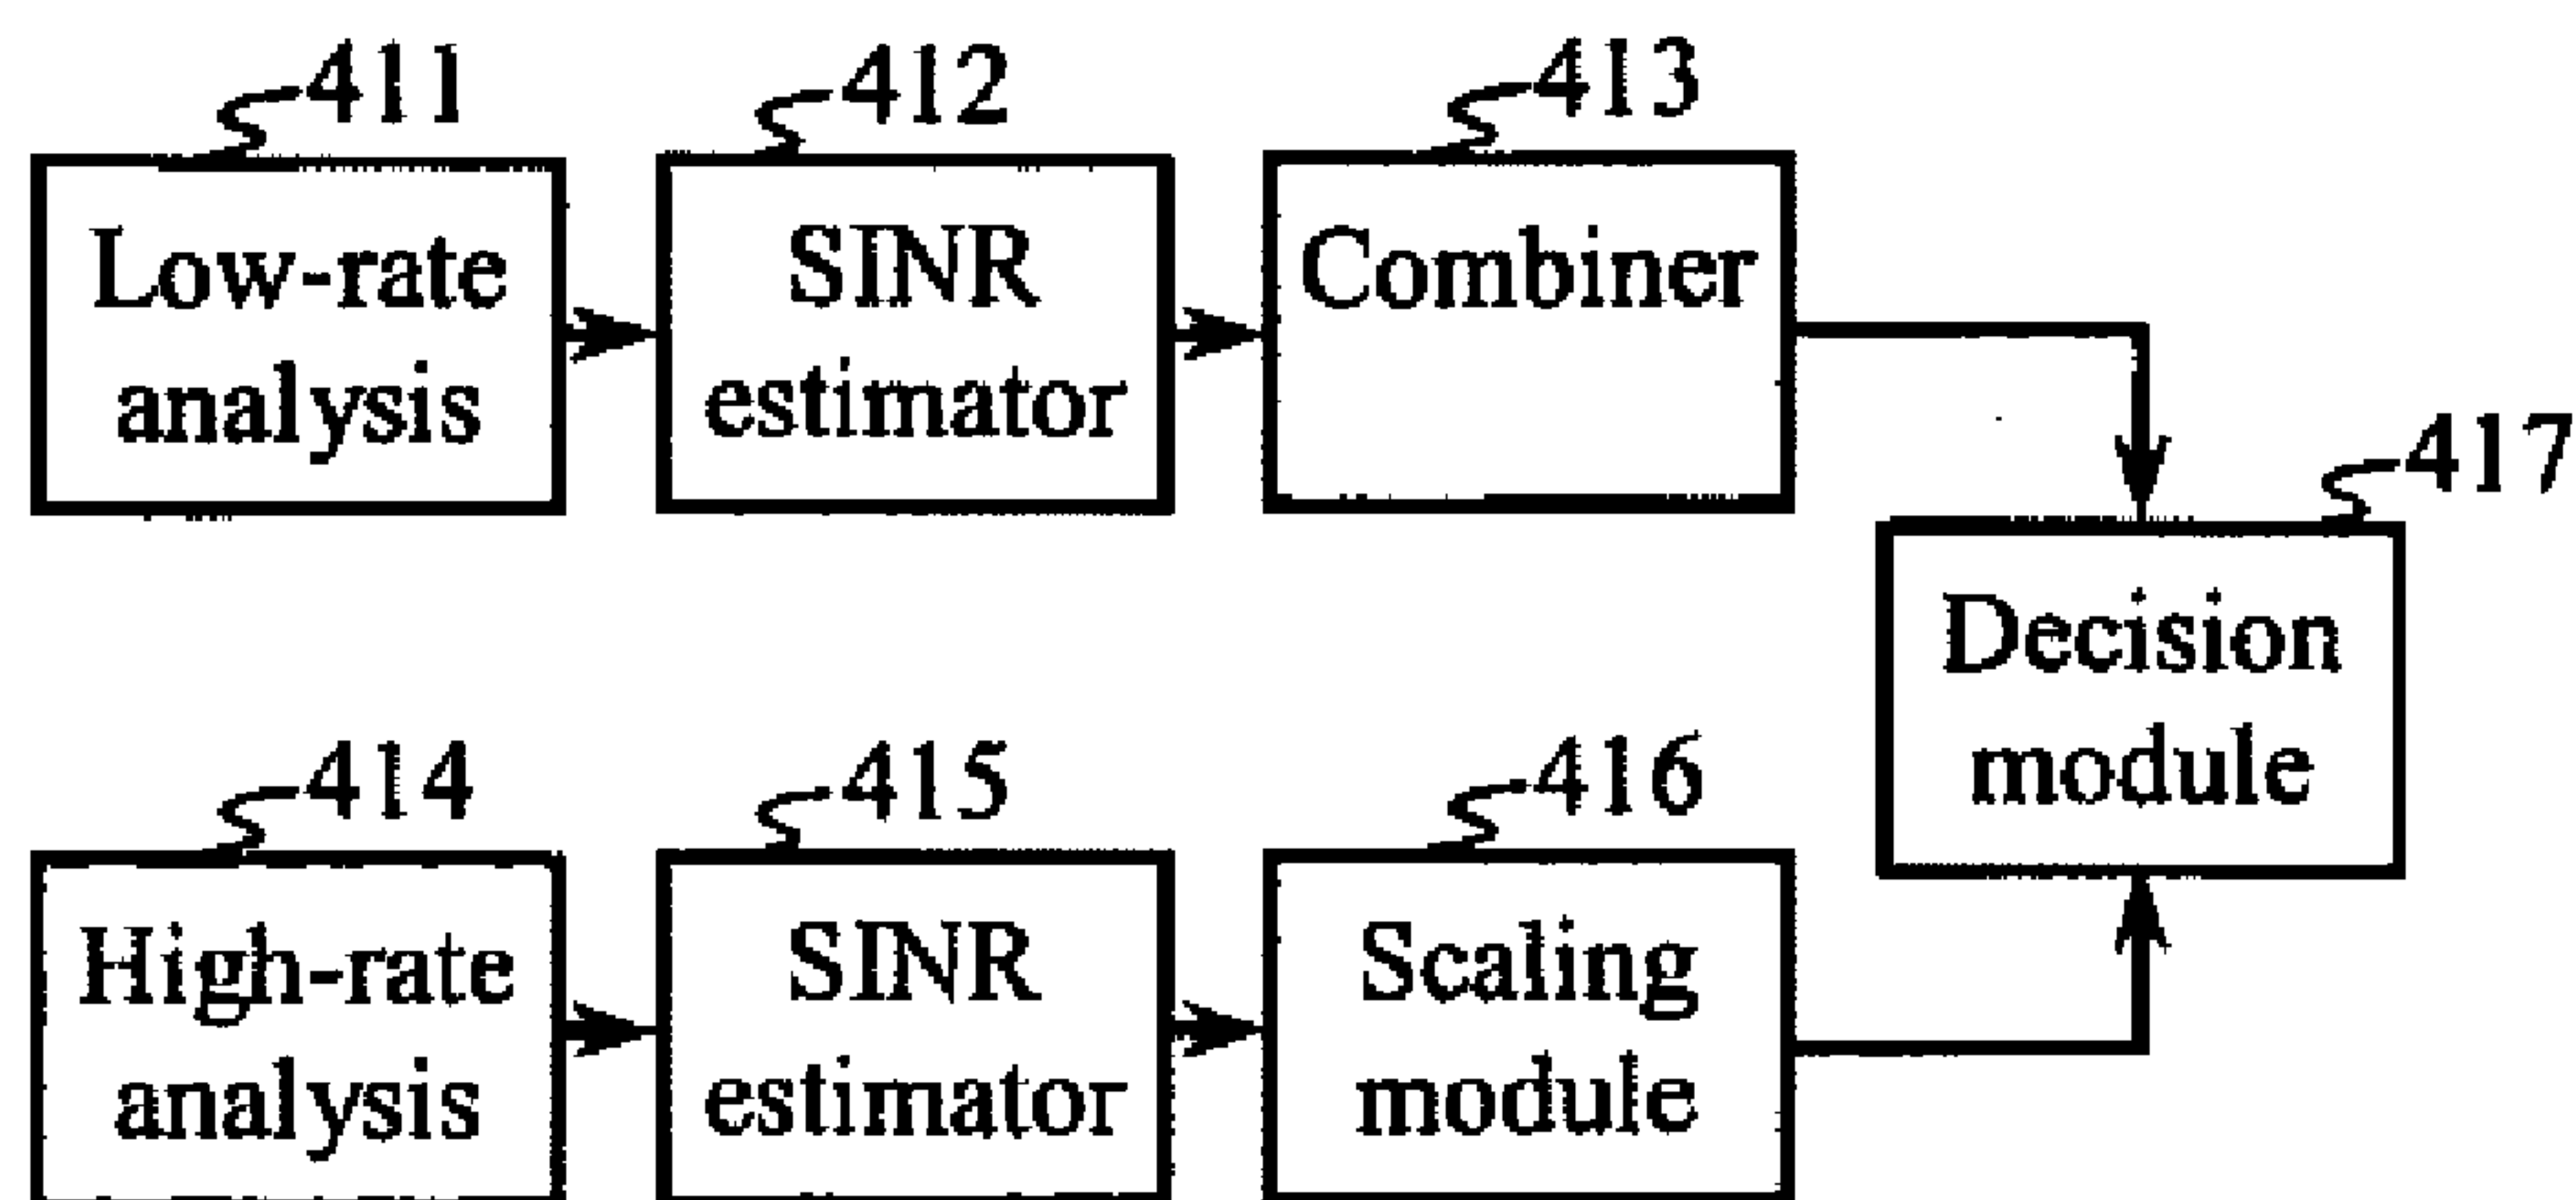 411
412
413
Low-rate
analysis
SINR
estimator
Combiner
417
Decision
module
414
415
416
High-rate
analysis
SINR
estimator
Scaling
module